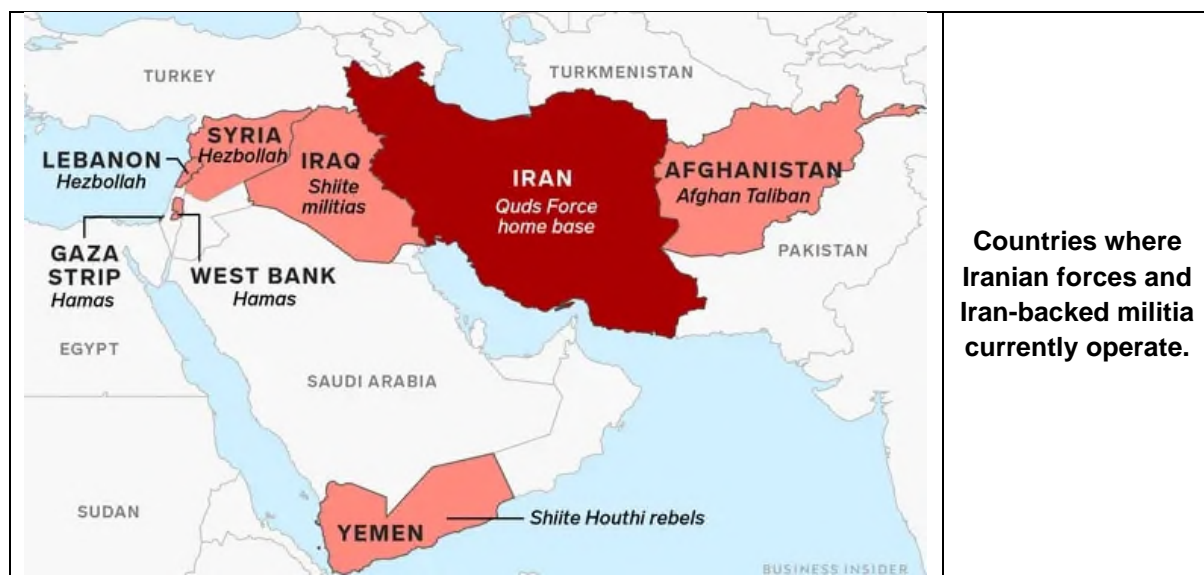 TURKEY
TURKMENISTAN
SYRIA
Hezbollah
LEBANON
Hezbollah
IRAQ
Shiite
militias
IRAN
Quds Force
home base
AFGHANISTAN
Afghan Taliban
PAKISTAN
GAZA
STRIP
Hamas
WEST BANK
Hamas
EGYPT
SAUDI ARABIA
SUDAN
YEMEN
Shiite Houthi rebels
BUSINESS INSIDER
Countries where
Iranian forces and
Iran-backed militia
currently operate.